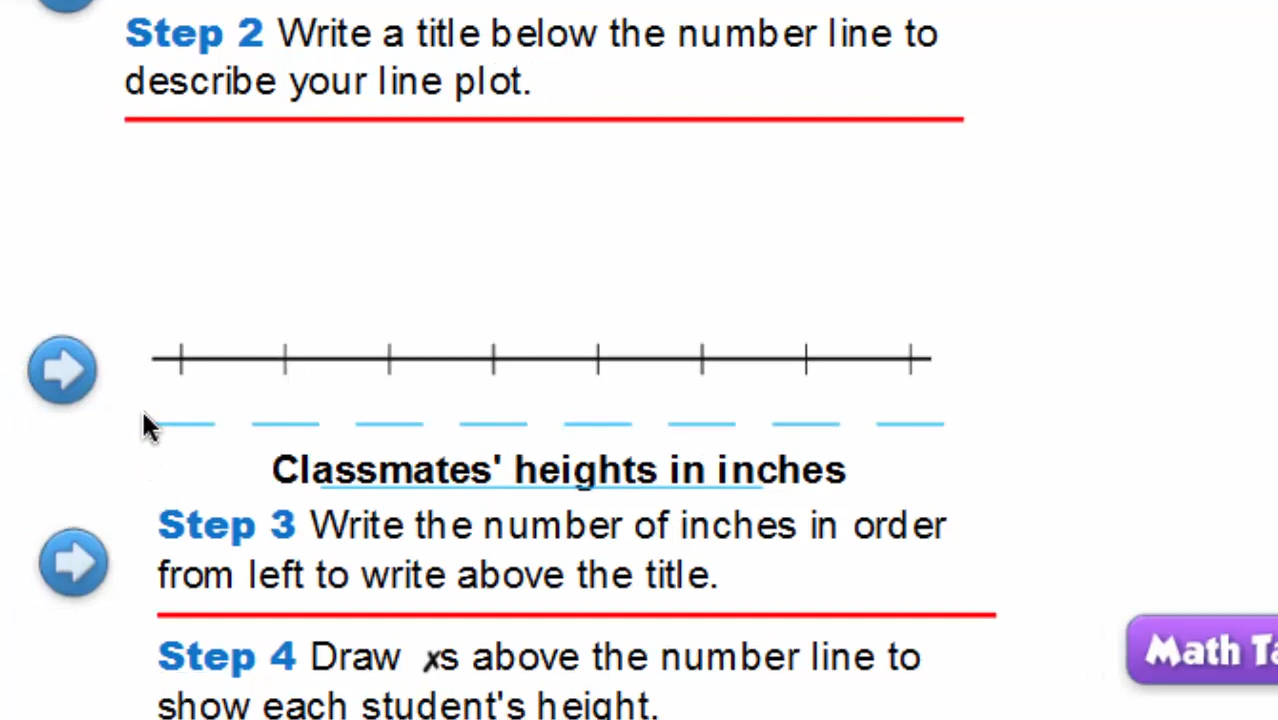 Step 2 Write a title below the number line to
describe your line plot.
Classmates' heights in inches
Step 3 Write the number of inches in order
from left to write above the title.
Step 4 Draw xs above the number line to
show each student's height.
Math